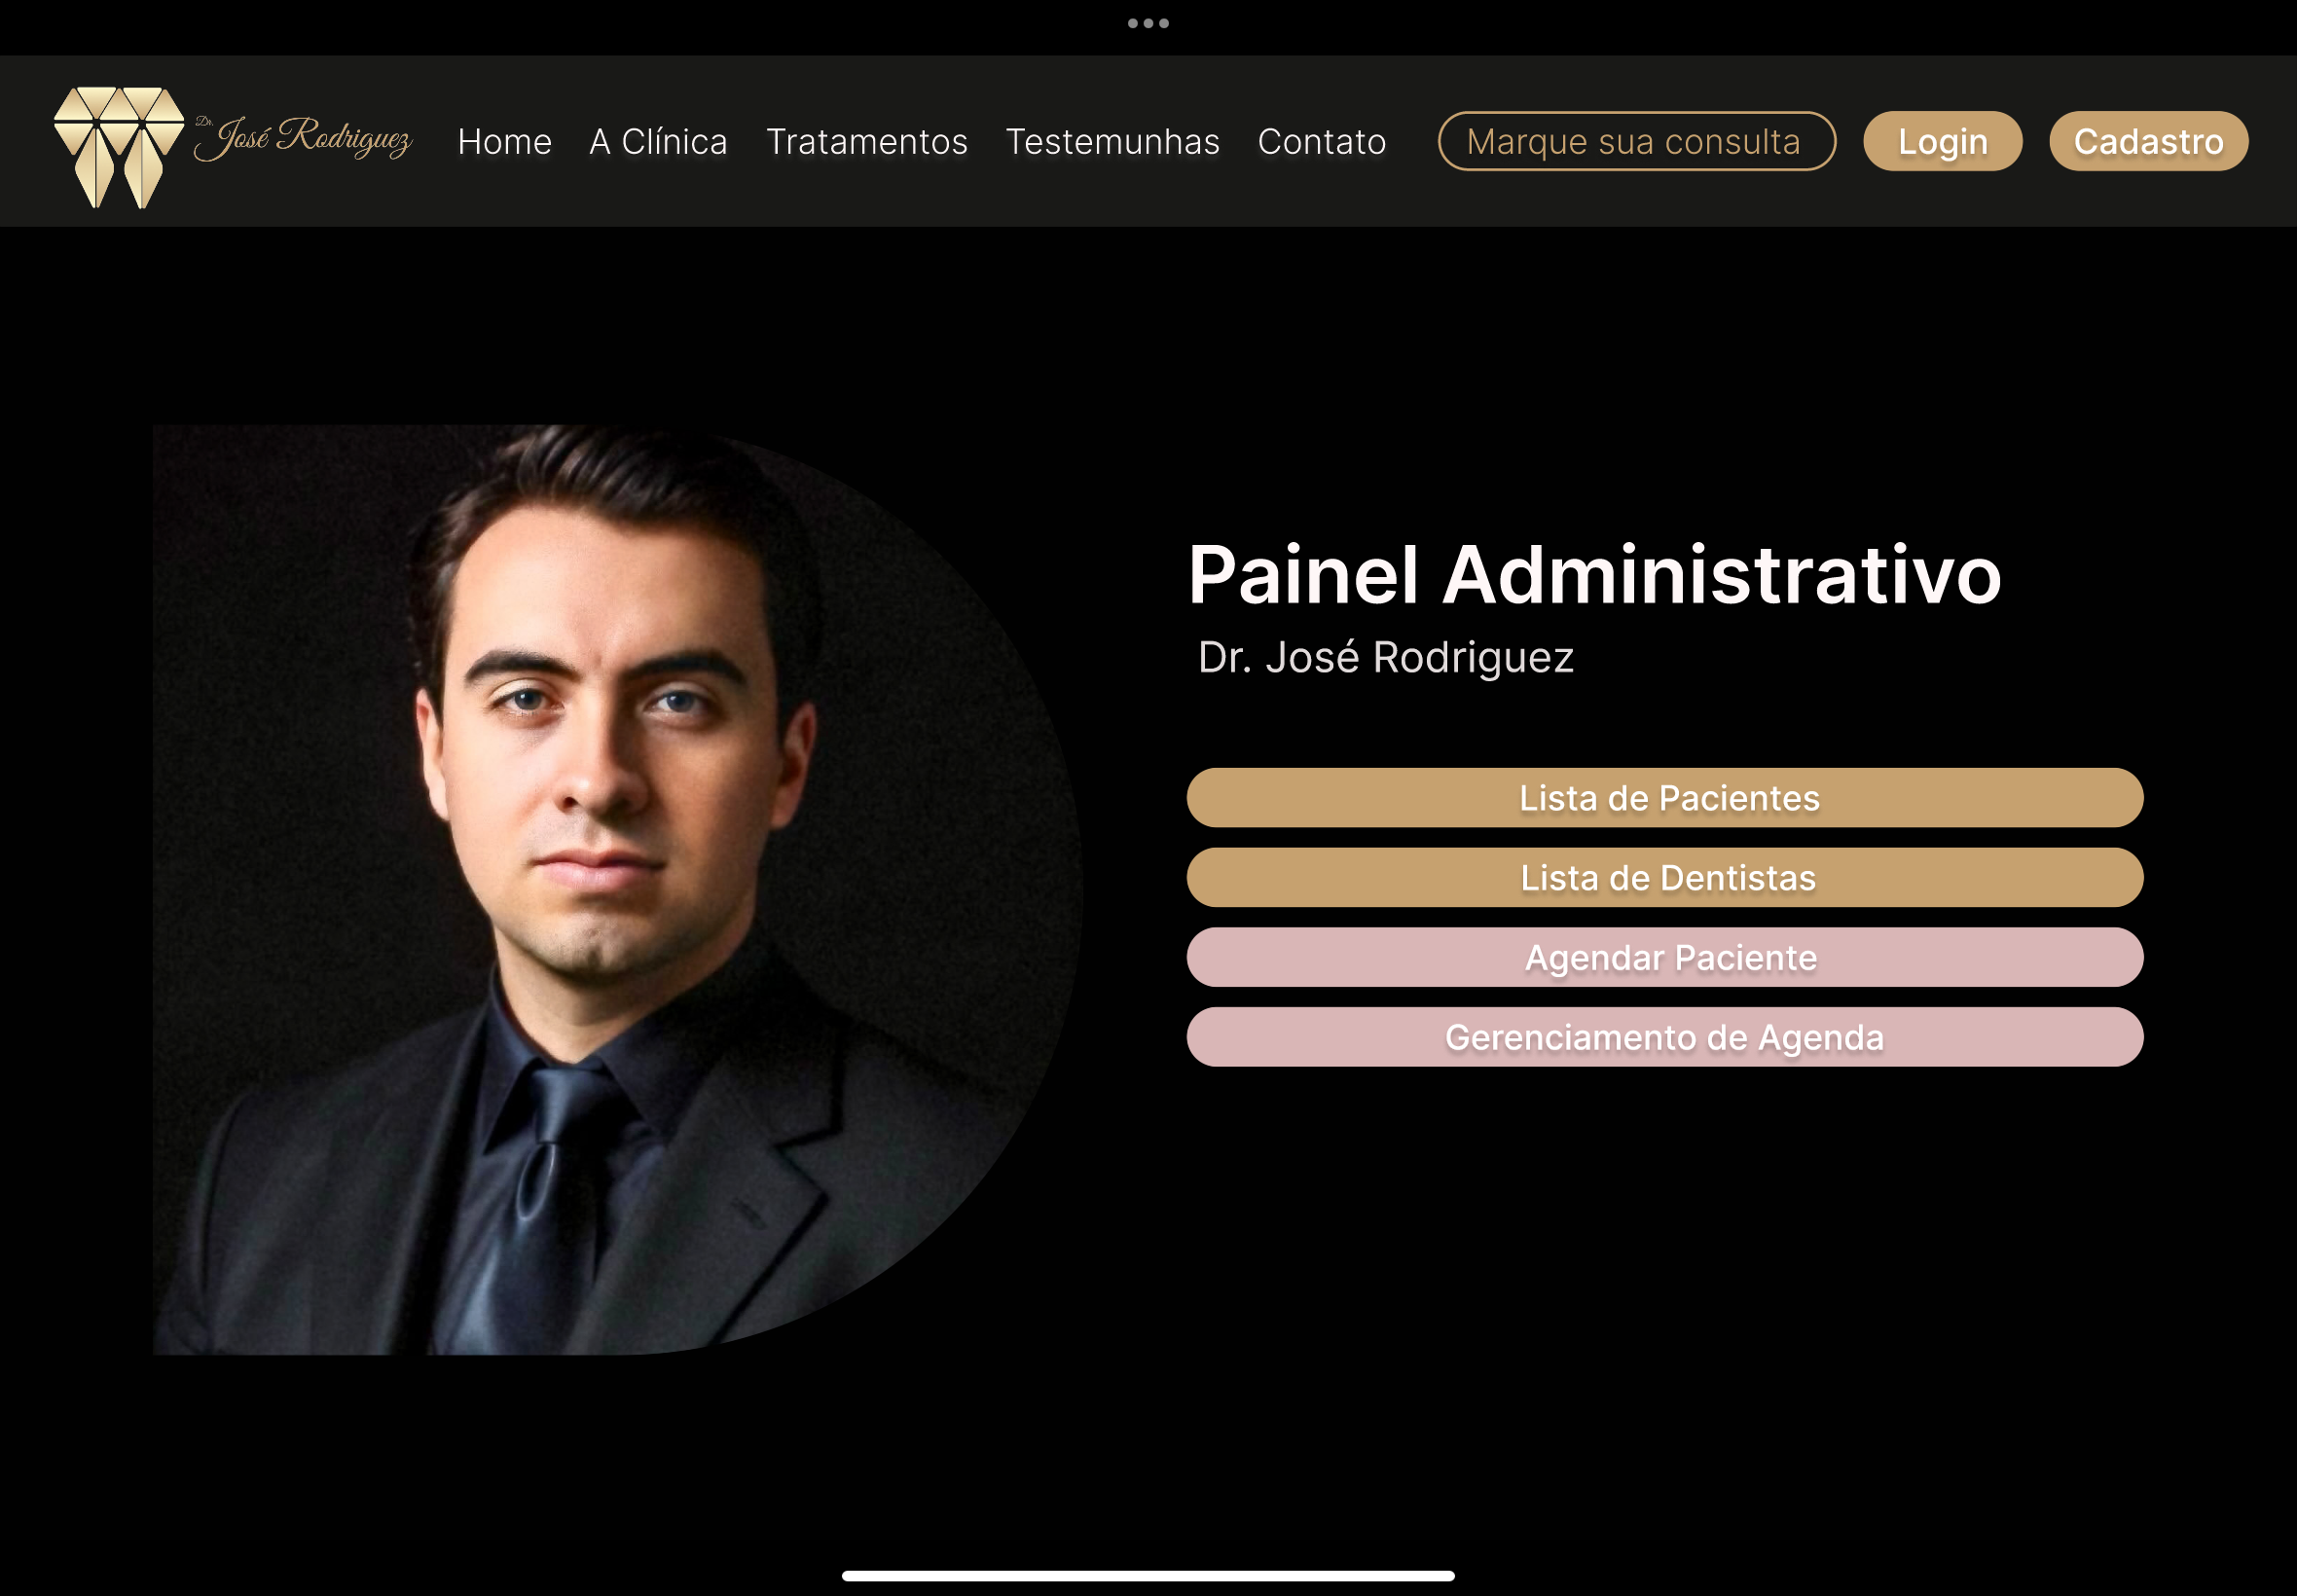 Dr. José Rodriguez
Home A Clínica Tratamentos Testemunhas Contato Marque sua consulta Login Cadastro
Painel Administrativo
Dr. José Rodriguez
Lista de Pacientes
Lista de Dentistas
Agendar Paciente
Gerenciamento de Agenda